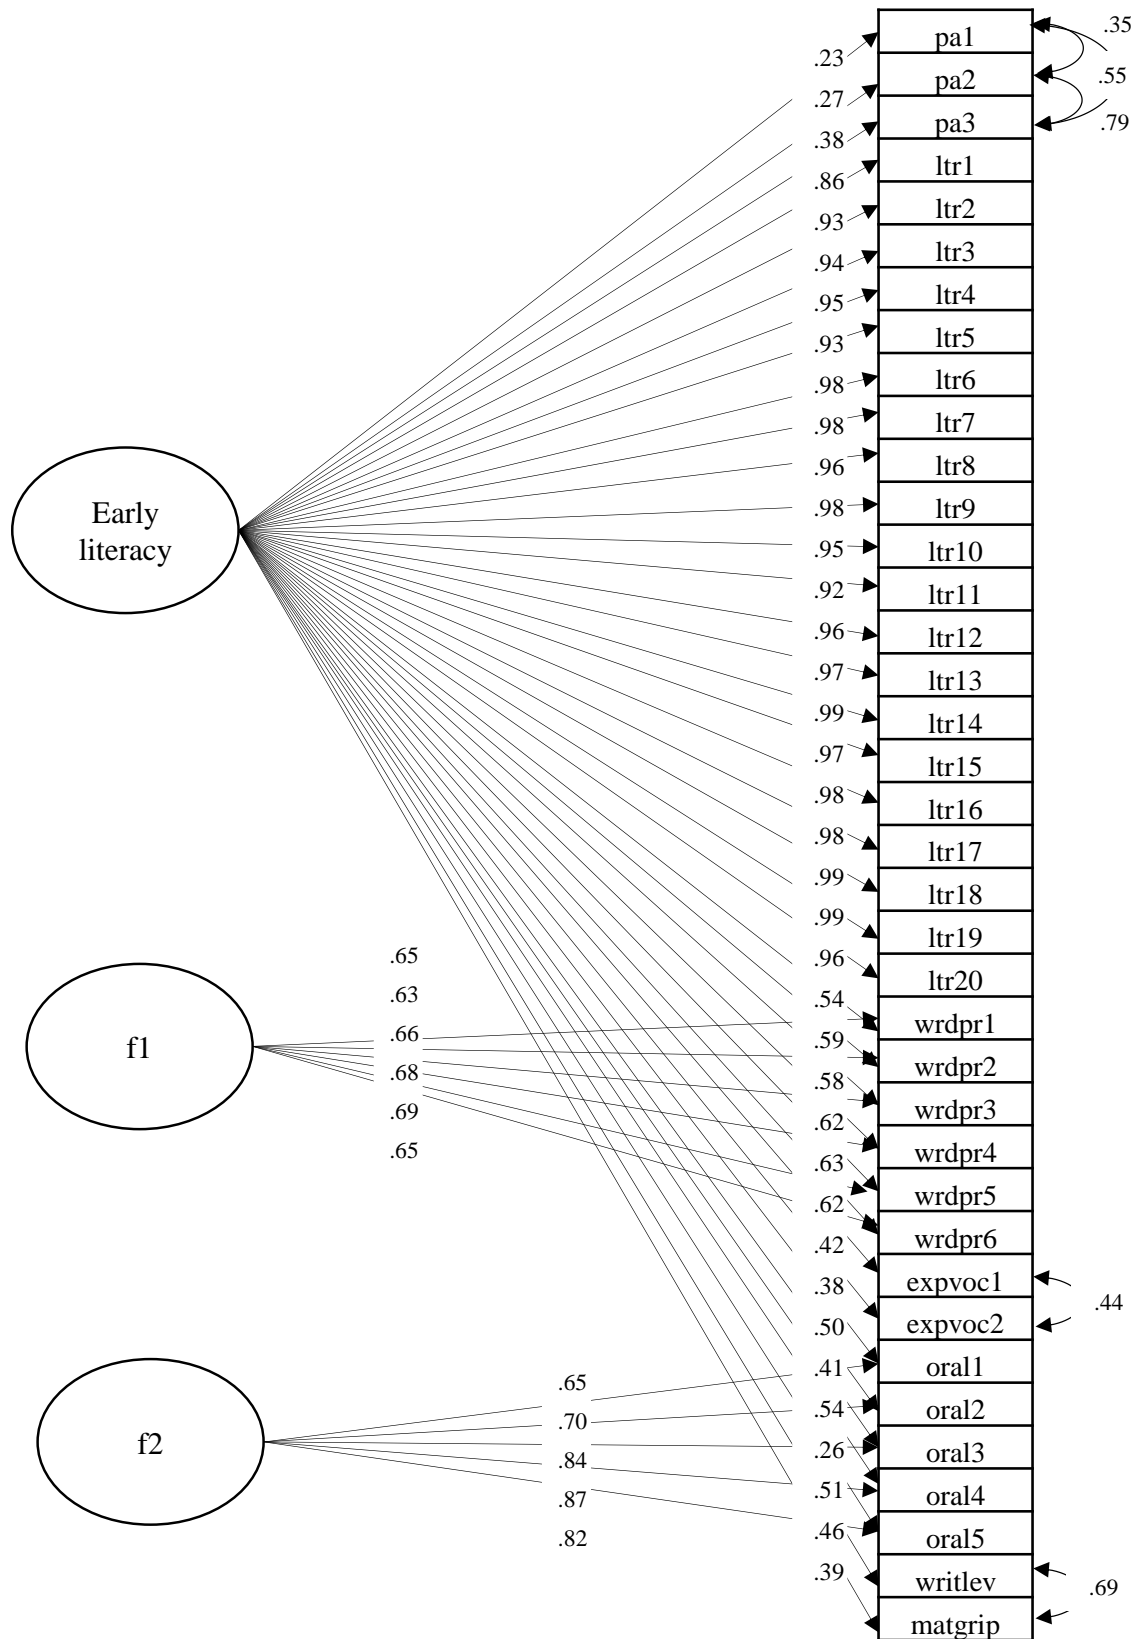 Early
literacy
f1
f2
.65
.63
.66
.68
.69
.65
.65
.70
.84
.87
.82
.23
.27
.38
.86
.93
.94
.95
.93
.98
.98
.96
.98
.95
.92
.96
.97
.99
.97
.98
.98
.99
.99
.96
.54
.59
.58
.62
.63
.62
.42
.38
.50
.41
.54
.26
.51
.46
.39
pa1
pa2
pa3
ltr1
ltr2
ltr3
ltr4
ltr5
ltr6
ltr7
ltr8
ltr9
ltr10
ltr11
ltr12
ltr13
ltr14
ltr15
ltr16
ltr17
ltr18
ltr19
ltr20
wrdpr1
wrdpr2
wrdpr3
wrdpr4
wrdpr5
wrdpr6
expvoc1
expvoc2
oral1
oral2
oral3
oral4
oral5
writlev
matgrip
.35
.55
.79
.44
.69